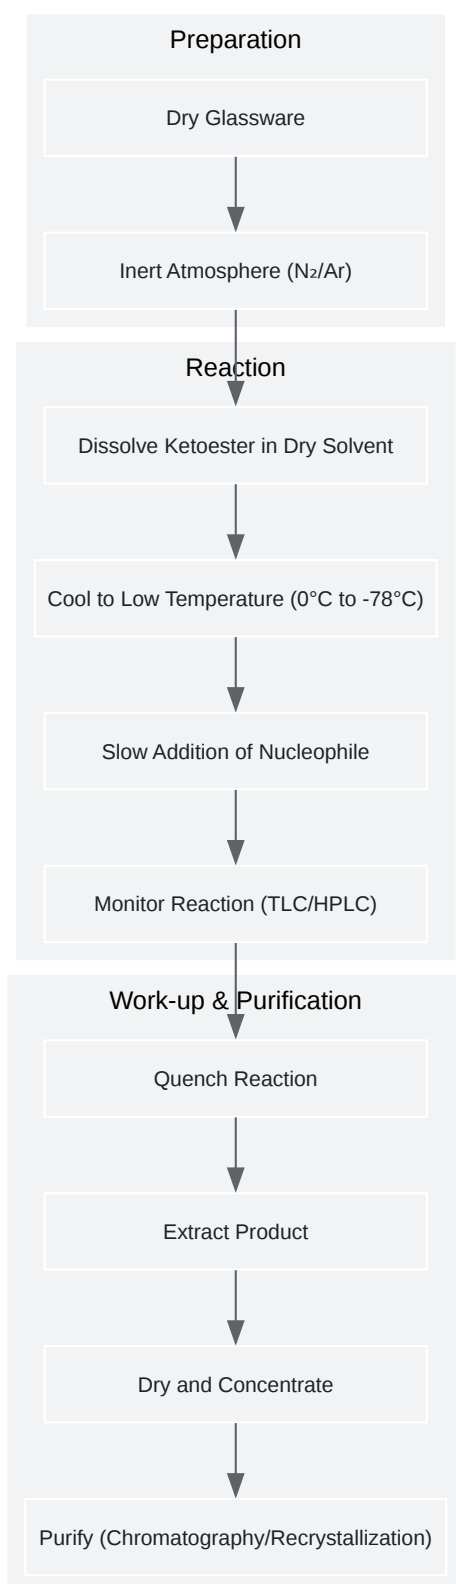 Preparation
Dry Glassware
Inert Atmosphere (N₂/Ar)
Reaction
Dissolve Ketoester in Dry Solvent
Cool to Low Temperature (0°C to -78°C)
Slow Addition of Nucleophile
Monitor Reaction (TLC/HPLC)
Work-up & Purification
Quench Reaction
Extract Product
Dry and Concentrate
Purify (Chromatography/Recrystallization)